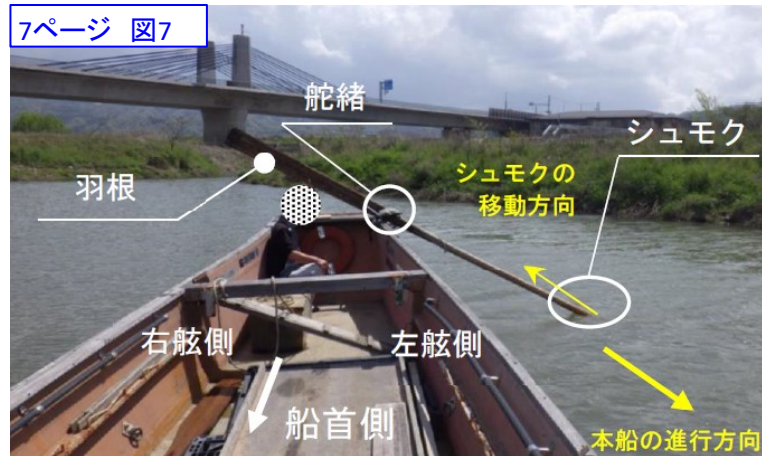 7ページ 図7
舵緒
シュモク
羽根
シュモクの
移動方向
右舷側
左舷側
船首側
本船の進行方向